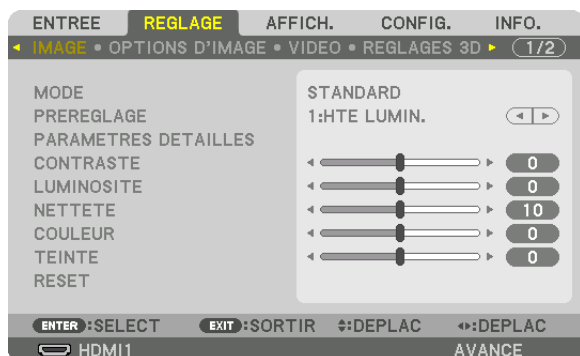 ENTREE REGLAGE AFFICH. CONFIG. INFO.
IMAGE • OPTIONS D'IMAGE • VIDEO • REGLAGES 3D 1/2
MODE STANDARD
PREREGLAGE 1:HTE LUMIN.
PARAMETRES DETAILLES
CONTRASTE 0
LUMINOSITE 0
NETTETE 10
COULEUR 0
TEINTE 0
RESET
ENTER :SELECT EXIT :SORTIR :DEPLAC :DEPLAC
HDMI1 AVANCE